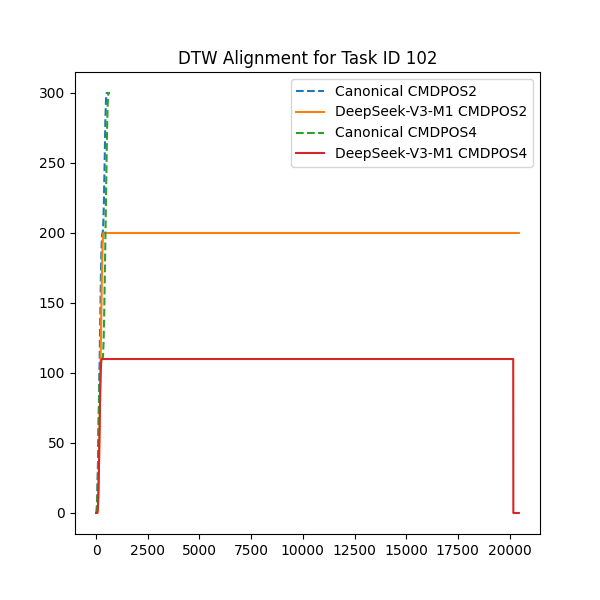 DTW Alignment for Task ID 102
Canonical CMDPOS2
DeepSeek-V3-M1 CMDPOS2
Canonical CMDPOS4
DeepSeek-V3-M1 CMDPOS4
300
250
200
150
100
50
0
0 2500 5000 7500 10000 12500 15000 17500 20000